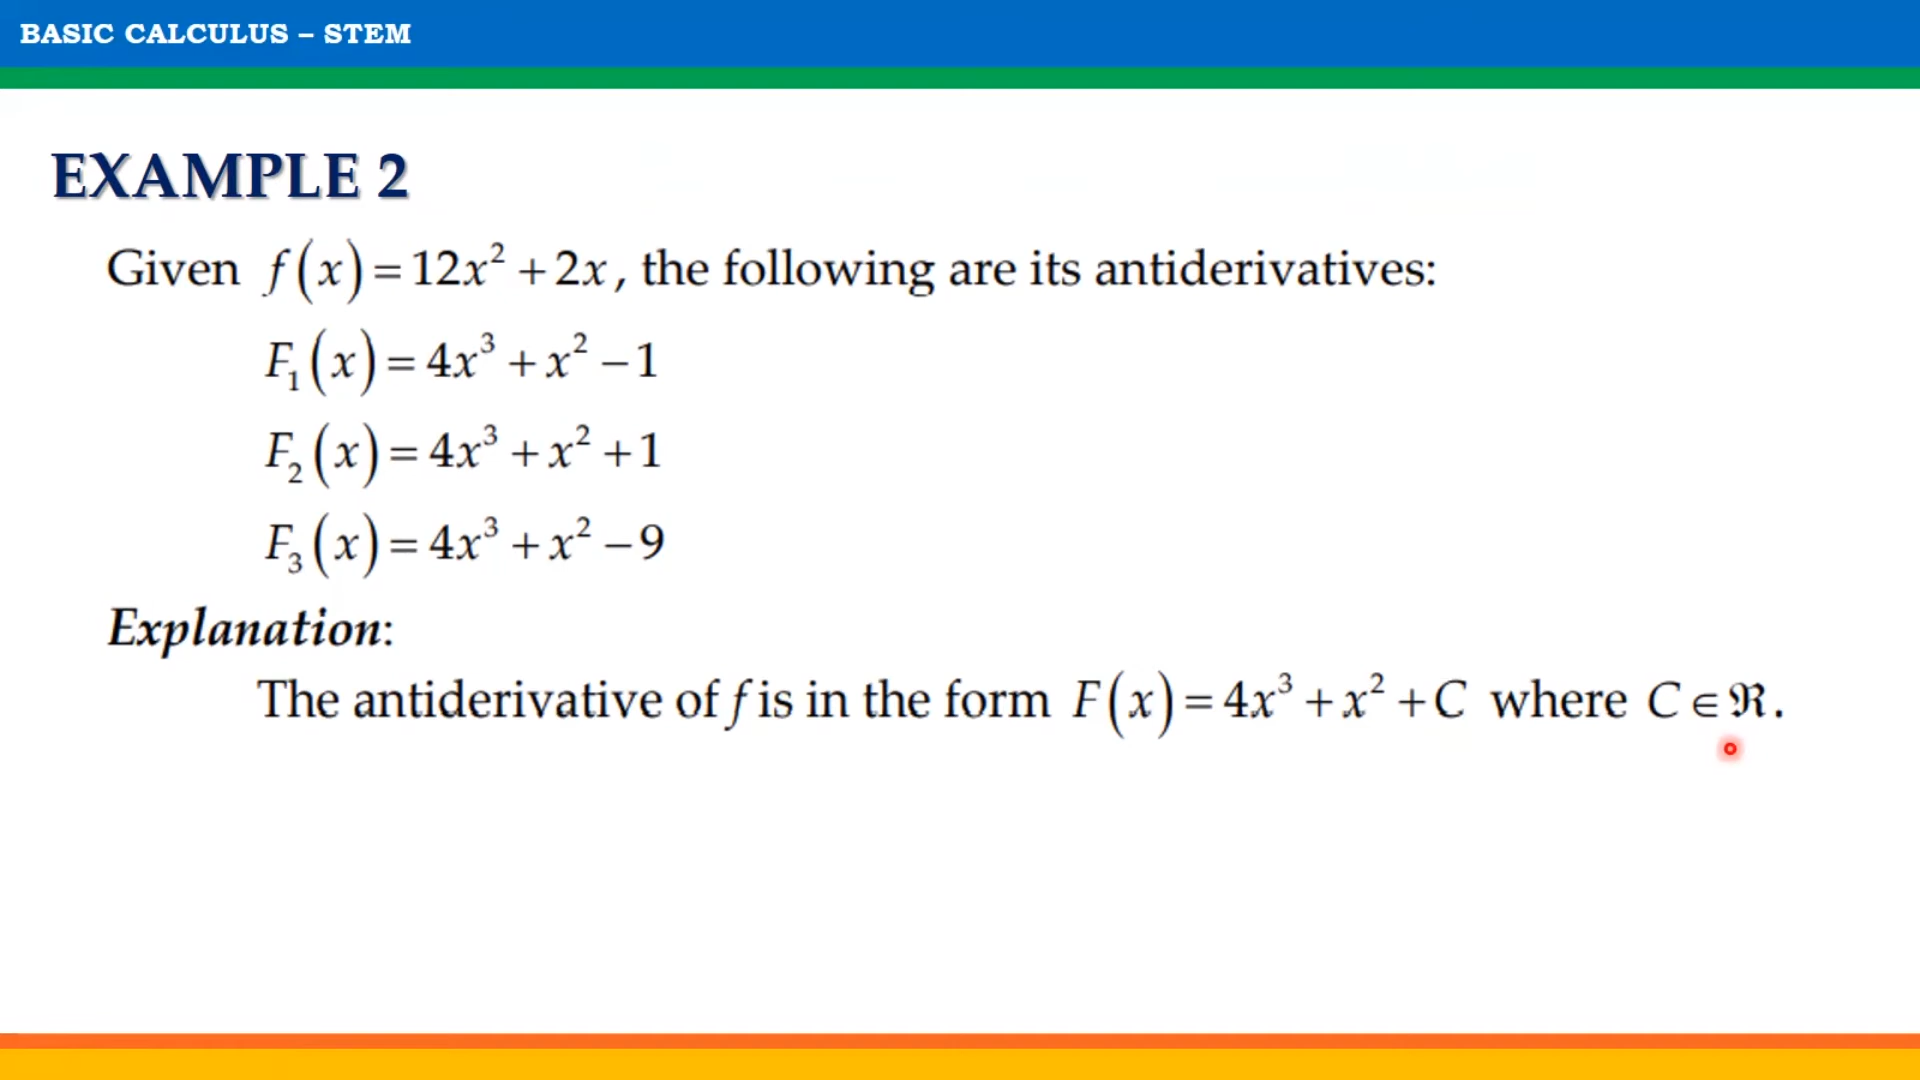 BASIC CALCULUS – STEM
EXAMPLE 2
Given f(x) = 12x² + 2x, the following are its antiderivatives:
F₁(x) = 4x³ + x² − 1
F₂(x) = 4x³ + x² + 1
F₃(x) = 4x³ + x² − 9
Explanation:
The antiderivative of f is in the form F(x) = 4x³ + x² + C where C ∈ ℜ.